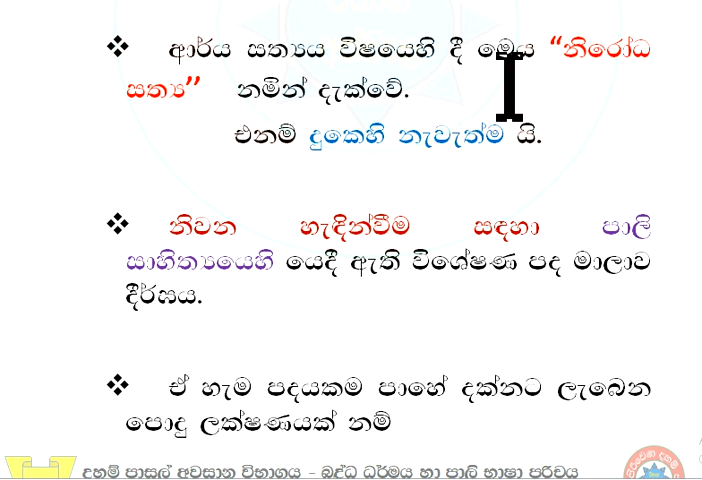 ❖ ආර්ය සත්‍යය විෂයෙහි දී මෙය “නිරෝධ
සත්‍ය” නමින් දැක්වේ.
එනම් දුකෙහි නැවැත්ම යි.
❖ නිවන හැඳින්වීම සඳහා පාලි
සාහිත්‍යයෙහි යෙදී ඇති විශේෂණ පද මාලාව
දීර්ඝය.
❖ ඒ හැම පදයකම පාහේ දක්නට ලැබෙන
පොදු ලක්ෂණයක් නම්
දහම් පාසල් අවසාන විභාගය - බුද්ධ ධර්මය හා පාලි භාෂා පරිචය